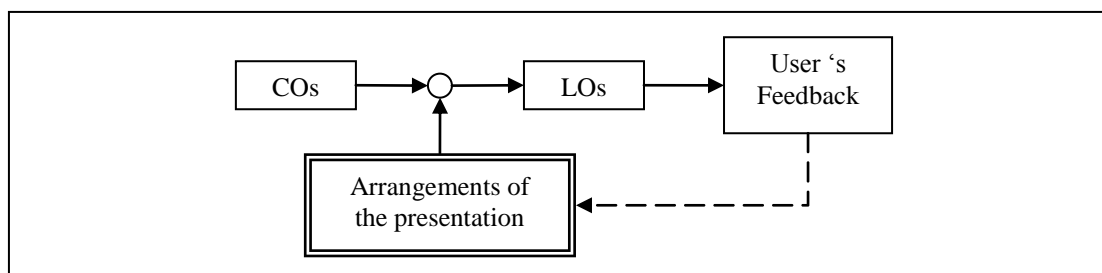 COs
LOs
User ‘s
Feedback
Arrangements of
the presentation